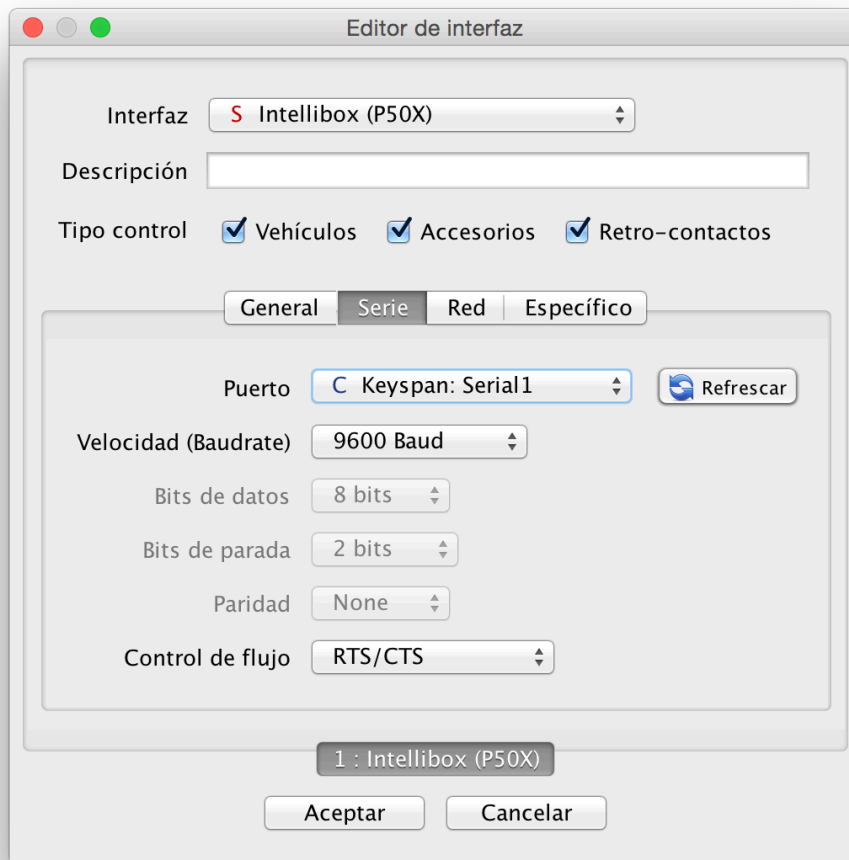 Editor de interfaz
Interfaz S Intellibox (P50X)
Descripción
Tipo control Vehículos Accesorios Retro-contactos
General Serie Red Específico
Puerto C Keyspan: Serial1 Refrescar
Velocidad (Baudrate) 9600 Baud
Bits de datos 8 bits
Bits de parada 2 bits
Paridad None
Control de flujo RTS/CTS
1 : Intellibox (P50X)
Aceptar Cancelar